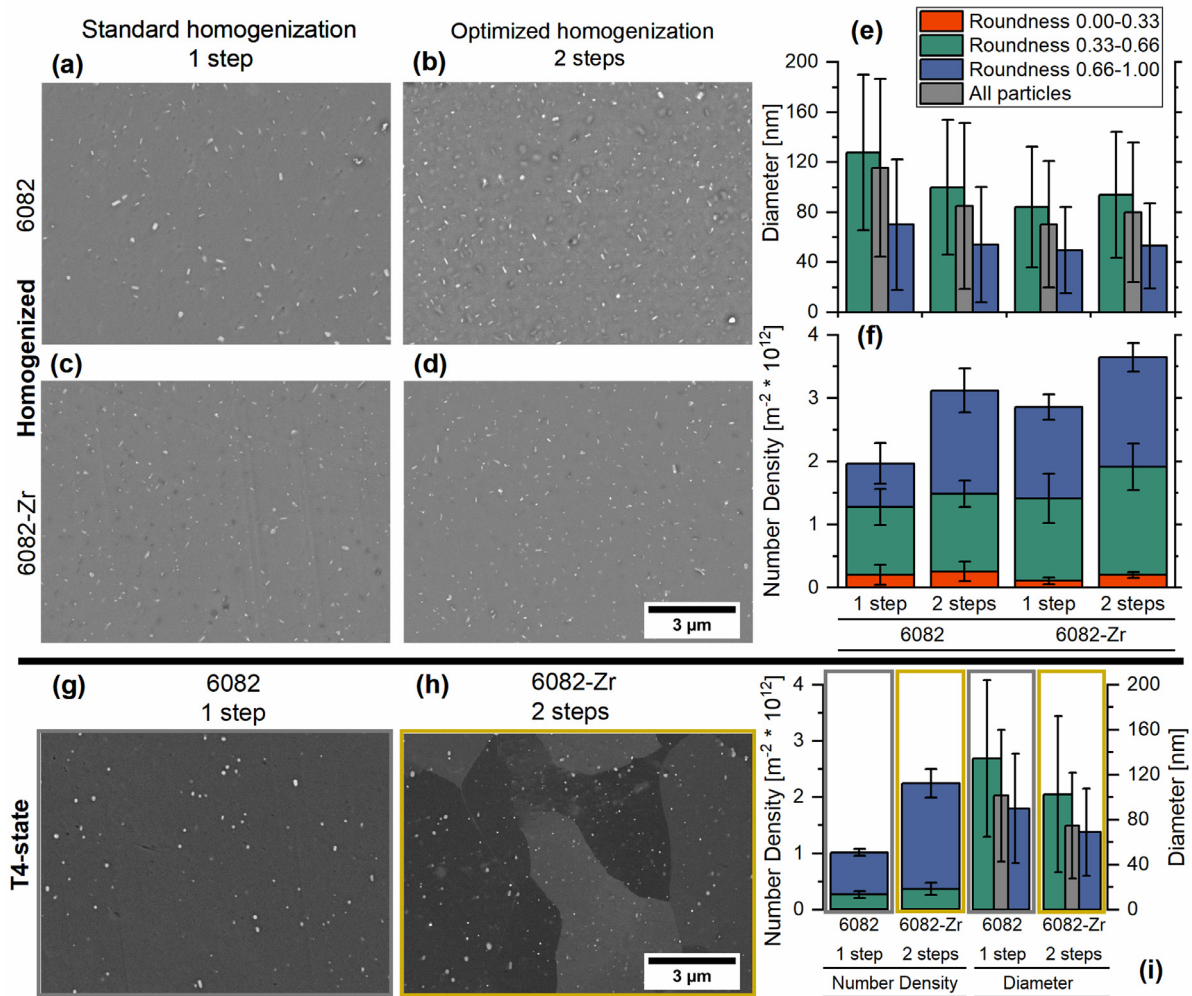 Standard homogenization
1 step
Optimized homogenization
2 steps
(a)
(b)
(c)
(d)
6082
6082-Zr
Homogenized
3 µm
Roundness 0.00-0.33
Roundness 0.33-0.66
Roundness 0.66-1.00
All particles
(e)
200
160
120
80
40
0
Diameter [nm]
(f)
4
3
2
1
0
Number Density [m⁻² * 10¹²]
1 step
2 steps
1 step
2 steps
6082
6082-Zr
(g)
6082
1 step
(h)
6082-Zr
2 steps
T4-state
3 µm
4
3
2
1
0
Number Density [m⁻² * 10¹²]
200
160
120
80
40
0
Diameter [nm]
6082
6082-Zr
6082
6082-Zr
1 step
2 steps
1 step
2 steps
Number Density
Diameter
(i)